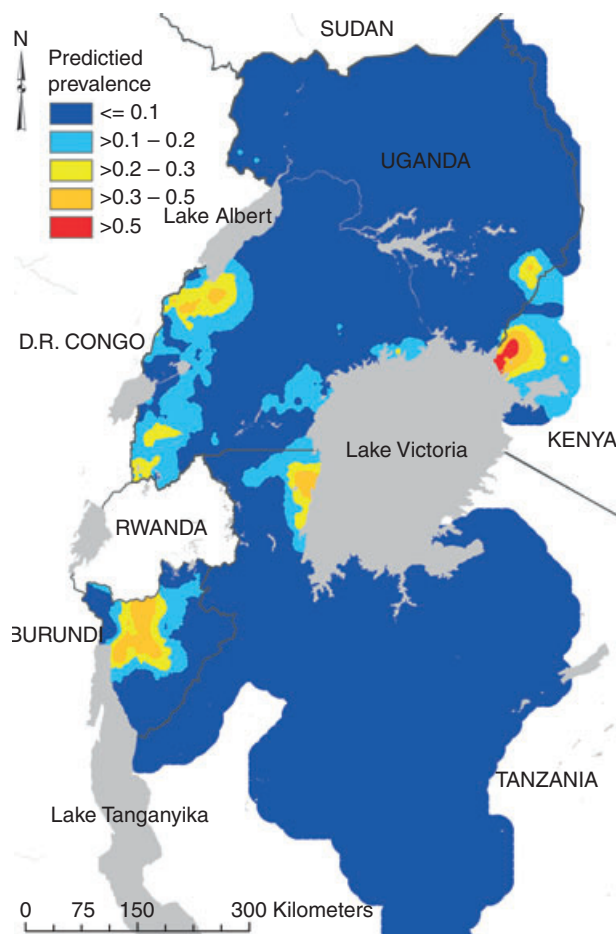 SUDAN
N
Predictied
prevalence
<= 0.1
>0.1 – 0.2
>0.2 – 0.3
>0.3 – 0.5
>0.5
UGANDA
Lake Albert
D.R. CONGO
KENYA
Lake Victoria
RWANDA
BURUNDI
TANZANIA
Lake Tanganyika
0 75 150 300 Kilometers